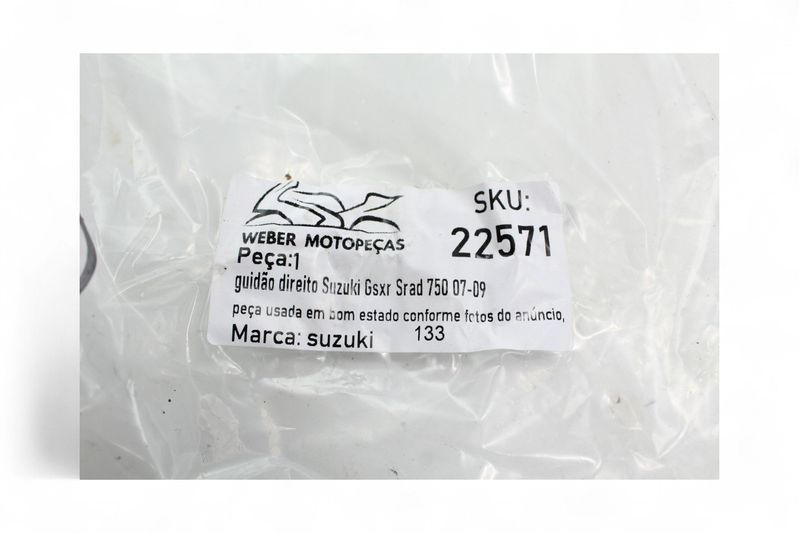 WEBER MOTOPEÇAS
SKU:
22571
Peça:1
guidão direito Suzuki Gsxr Srad 750 07-09
peça usada em bom estado conforme fotos do anúncio,
Marca: suzuki 133